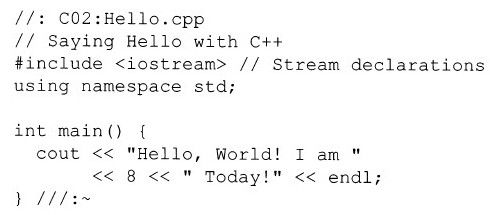 //: C02:Hello.cpp
// Saying Hello with C++
#include <iostream> // Stream declarations
using namespace std;

int main() {
  cout << "Hello, World! I am "
       << 8 << " Today!" << endl;
} ///:~